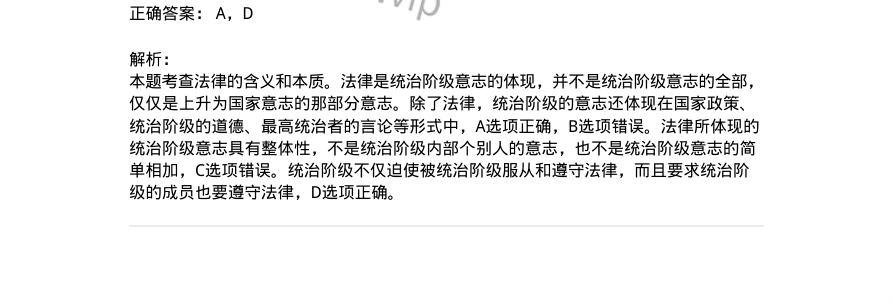 正确答案： A，D
解析：
本题考查法律的含义和本质。法律是统治阶级意志的体现，并不是统治阶级意志的全部，
仅仅是上升为国家意志的那部分意志。除了法律，统治阶级的意志还体现在国家政策、
统治阶级的道德、最高统治者的言论等形式中，A选项正确，B选项错误。法律所体现的
统治阶级意志具有整体性，不是统治阶级内部个别人的意志，也不是统治阶级意志的简
单相加，C选项错误。统治阶级不仅迫使被统治阶级服从和遵守法律，而且要求统治阶
级的成员也要遵守法律，D选项正确。